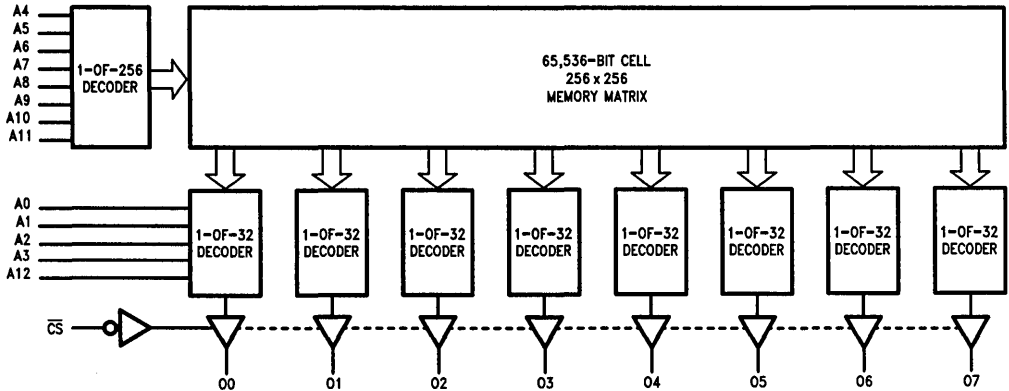 A4
A5
A6
A7
A8
A9
A10
A11
1-OF-256
DECODER
65,536-BIT CELL
256 x 256
MEMORY MATRIX
A0
A1
A2
A3
A12
1-OF-32
DECODER
1-OF-32
DECODER
1-OF-32
DECODER
1-OF-32
DECODER
1-OF-32
DECODER
1-OF-32
DECODER
1-OF-32
DECODER
1-OF-32
DECODER
C̅S̅
O0 O1 O2 O3 O4 O5 O6 O7